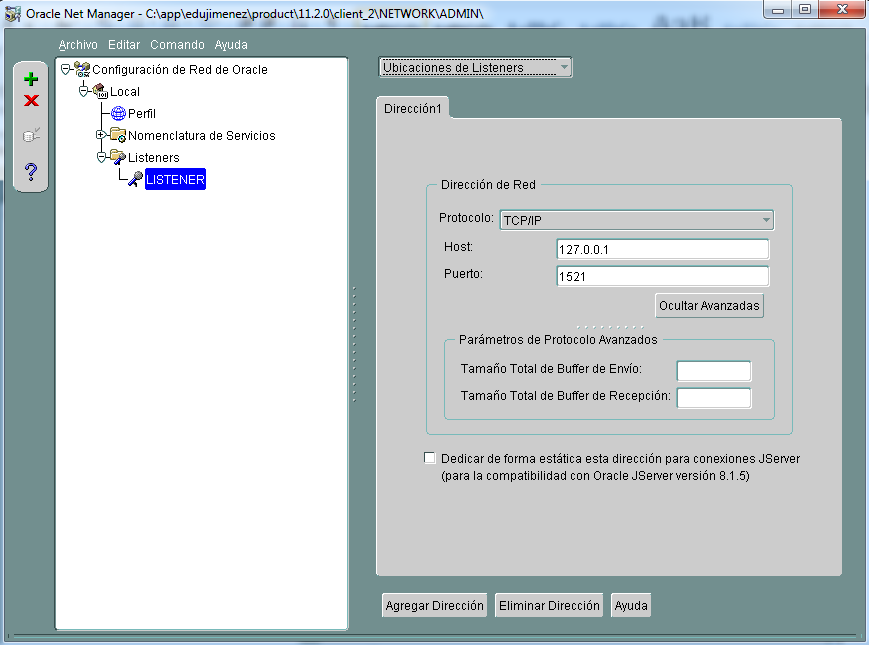 Oracle Net Manager - C:\app\edujimenez\product\11.2.0\client_2\NETWORK\ADMIN\
Archivo Editar Comando Ayuda
Configuración de Red de Oracle
Local
Perfil
Nomenclatura de Servicios
Listeners
LISTENER
Ubicaciones de Listeners
Dirección1
Dirección de Red
Protocolo: TCP/IP
Host: 127.0.0.1
Puerto: 1521
Ocultar Avanzadas
Parámetros de Protocolo Avanzados
Tamaño Total de Buffer de Envío:
Tamaño Total de Buffer de Recepción:
Dedicar de forma estática esta dirección para conexiones JServer
(para la compatibilidad con Oracle JServer versión 8.1.5)
Agregar Dirección Eliminar Dirección Ayuda